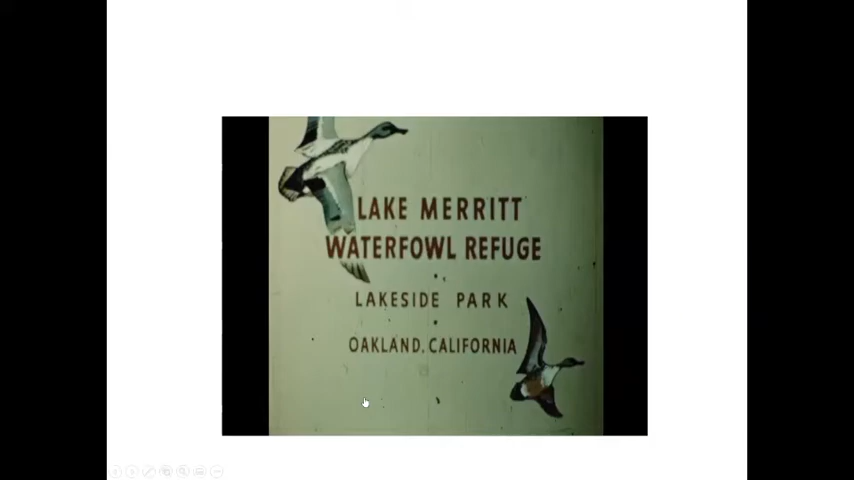 LAKE MERRITT
WATERFOWL REFUGE
LAKESIDE PARK
OAKLAND, CALIFORNIA